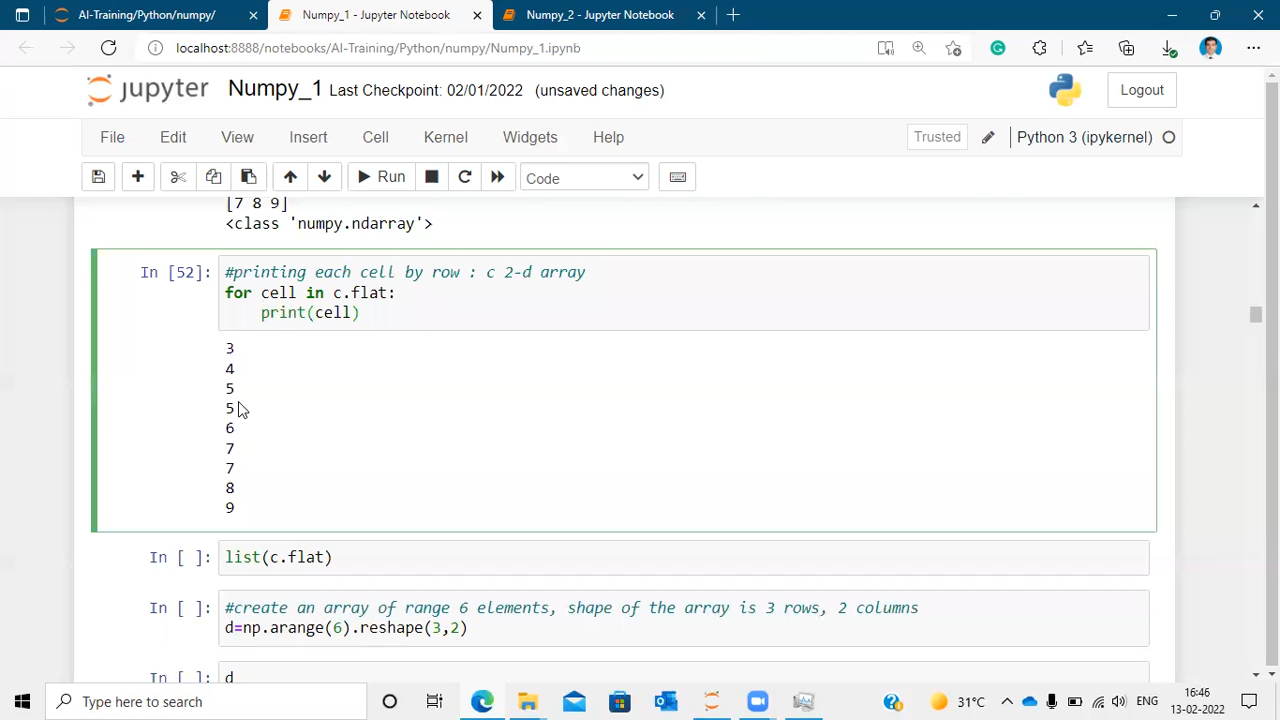 AI-Training/Python/numpy/
Numpy_1 - Jupyter Notebook
Numpy_2 - Jupyter Notebook
localhost:8888/notebooks/AI-Training/Python/numpy/Numpy_1.ipynb
jupyter Numpy_1 Last Checkpoint: 02/01/2022 (unsaved changes)
Logout
File Edit View Insert Cell Kernel Widgets Help
Trusted
Python 3 (ipykernel)
Run
Code
[7 8 9]
<class 'numpy.ndarray'>
In [52]: #printing each cell by row : c 2-d array
for cell in c.flat:
print(cell)
3
4
5
5
6
7
7
8
9
In [ ]: list(c.flat)
In [ ]: #create an array of range 6 elements, shape of the array is 3 rows, 2 columns
d=np.arange(6).reshape(3,2)
In [ ]: d
Type here to search
31°C
ENG
16:46
13-02-2022